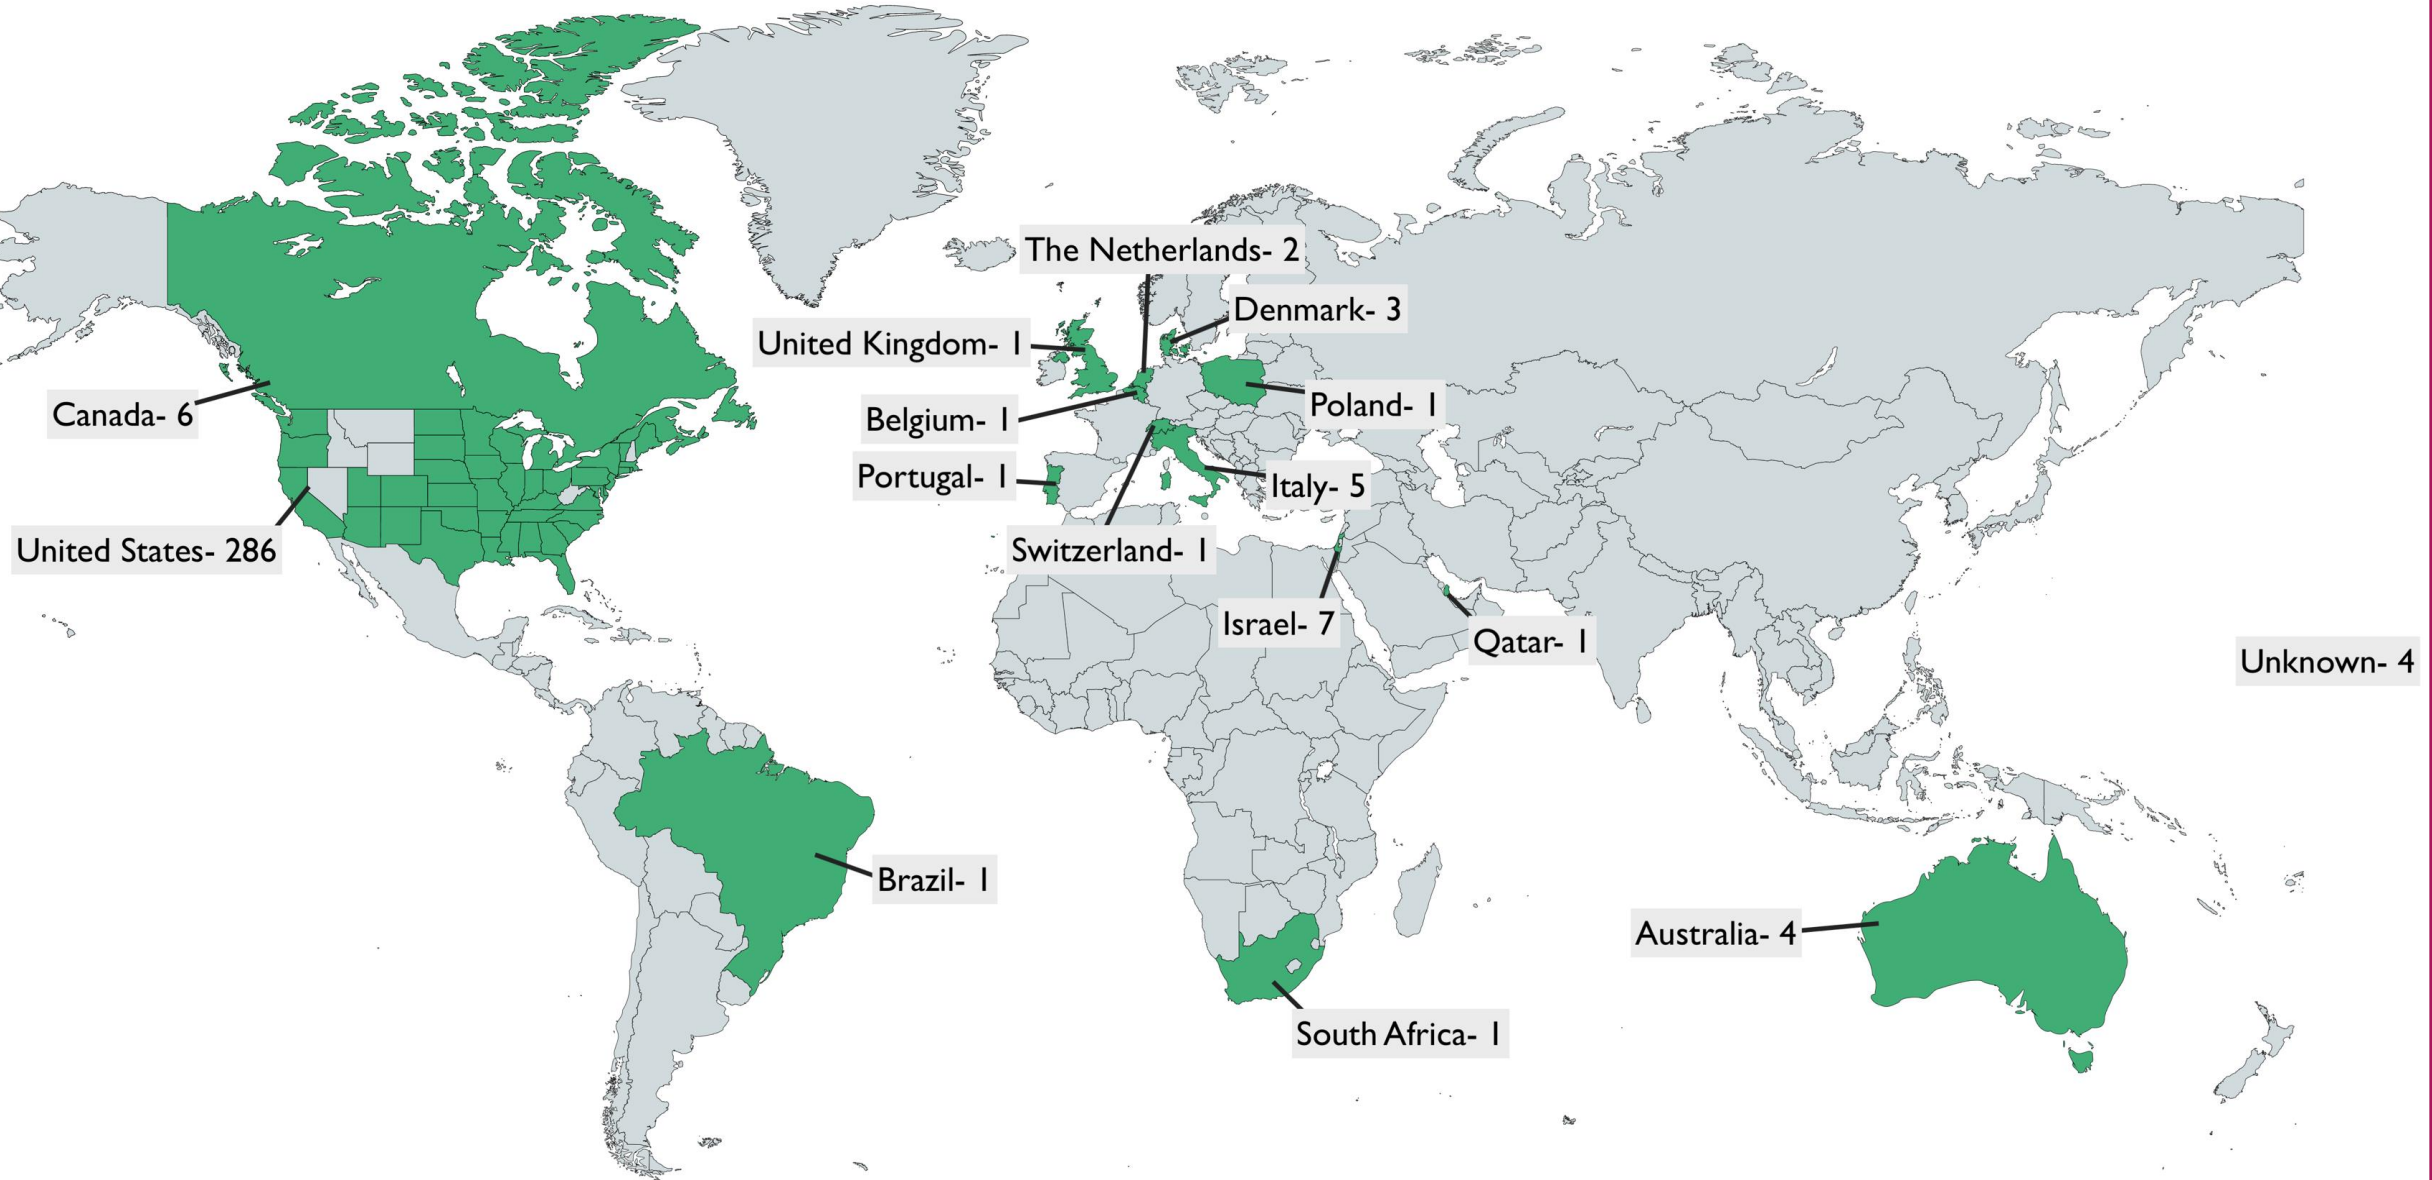 The Netherlands- 2
Denmark- 3
United Kingdom- 1
Canada- 6
Belgium- 1
Poland- 1
Portugal- 1
Italy- 5
United States- 286
Switzerland- 1
Israel- 7
Qatar- 1
Unknown- 4
Brazil- 1
Australia- 4
South Africa- 1